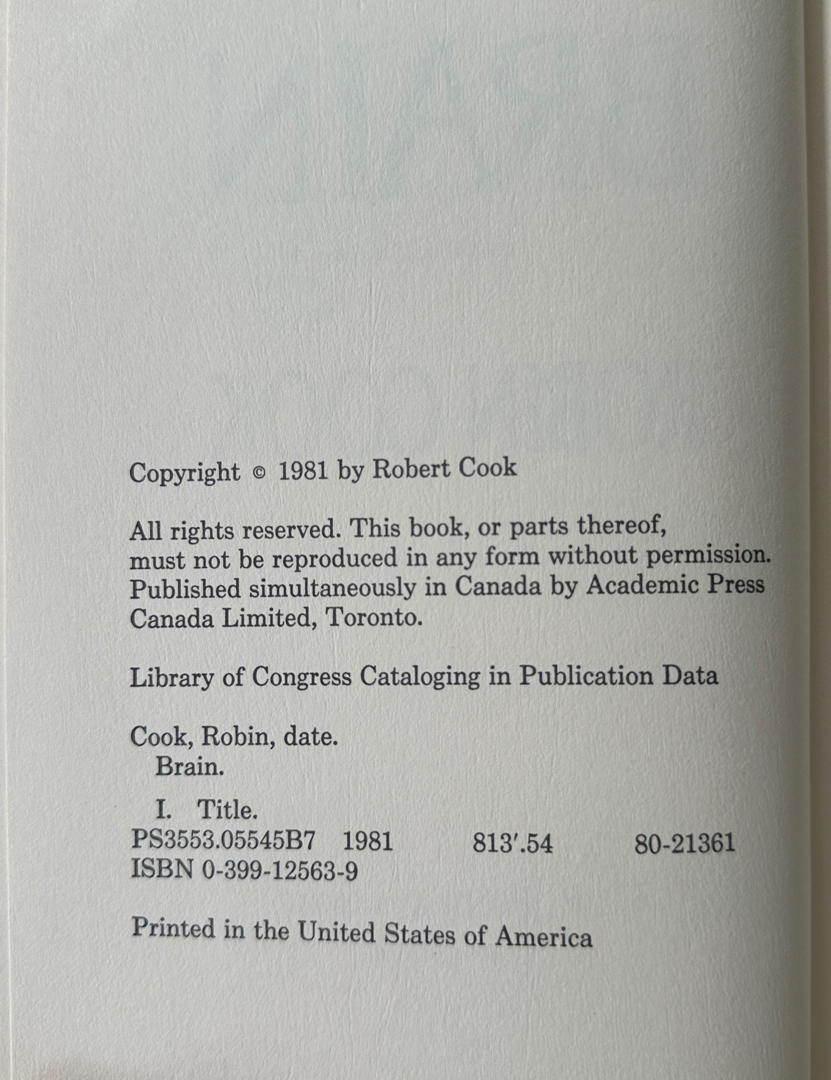 BRAIN
ROBIN COOK
Copyright © 1981 by Robert Cook
All rights reserved. This book, or parts thereof,
must not be reproduced in any form without permission.
Published simultaneously in Canada by Academic Press
Canada Limited, Toronto.
Library of Congress Cataloging in Publication Data
Cook, Robin, date.
Brain.
I. Title.
PS3553.05545B7 1981 813'.54 80-21361
ISBN 0-399-12563-9
Printed in the United States of America